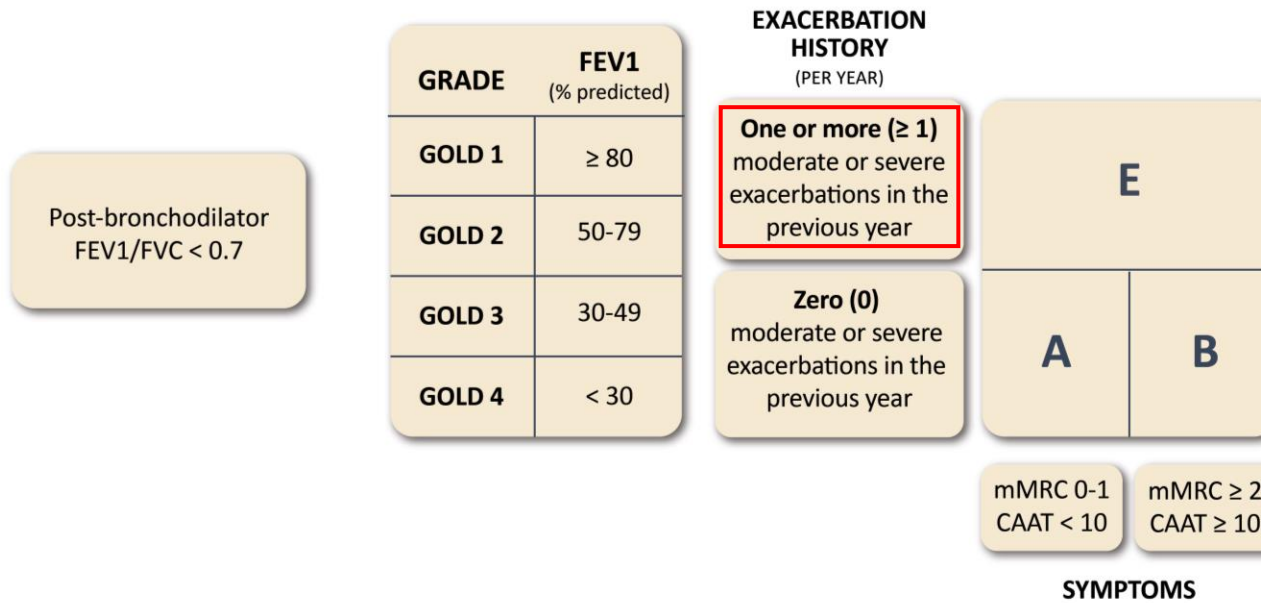 Post-bronchodilator
FEV1/FVC < 0.7
GRADE
FEV1
(% predicted)
GOLD 1
≥ 80
GOLD 2
50-79
GOLD 3
30-49
GOLD 4
< 30
EXACERBATION
HISTORY
(PER YEAR)
One or more (≥ 1)
moderate or severe
exacerbations in the
previous year
Zero (0)
moderate or severe
exacerbations in the
previous year
E
A
B
mMRC 0-1
CAAT < 10
mMRC ≥ 2
CAAT ≥ 10
SYMPTOMS